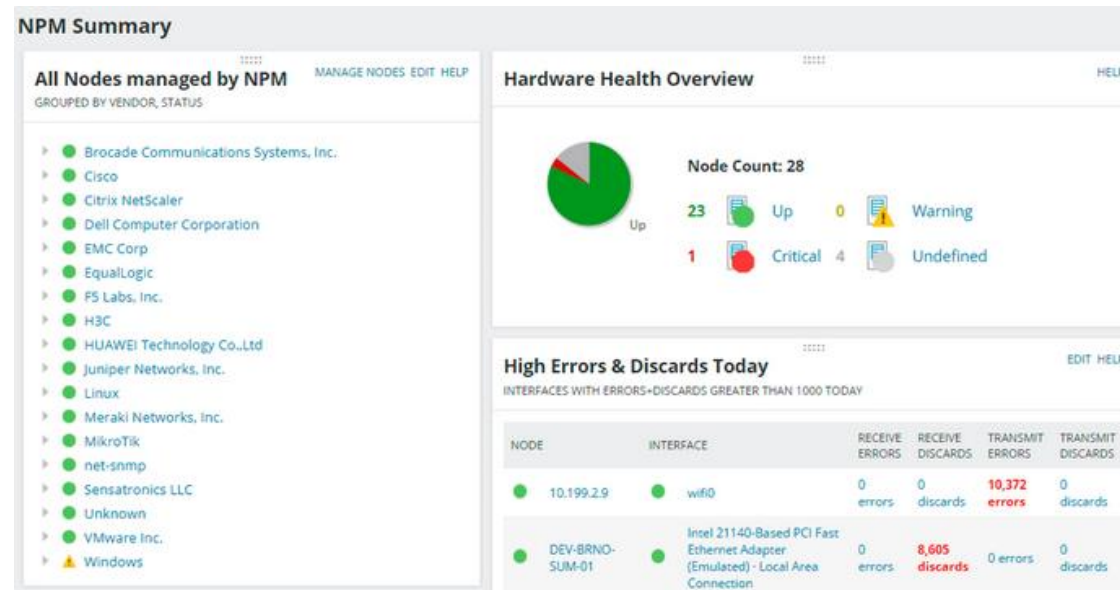 NPM Summary
All Nodes managed by NPM
MANAGE NODES EDIT HELP
GROUPED BY VENDOR, STATUS
Brocade Communications Systems, Inc.
Cisco
Citrix NetScaler
Dell Computer Corporation
EMC Corp
EqualLogic
F5 Labs, Inc.
H3C
HUAWEI Technology Co.,Ltd
Juniper Networks, Inc.
Linux
Meraki Networks, Inc.
MikroTik
net-snmp
Sensatronics LLC
Unknown
VMware Inc.
Windows
Hardware Health Overview
HELP
Up
Node Count: 28
23 Up 0 Warning
1 Critical 4 Undefined
High Errors & Discards Today
EDIT HELP
INTERFACES WITH ERRORS+DISCARDS GREATER THAN 1000 TODAY
NODE INTERFACE RECEIVE ERRORS RECEIVE DISCARDS TRANSMIT ERRORS TRANSMIT DISCARDS
10.199.2.9 wifi0 0 errors 0 discards 10,372 errors 0 discards
DEV-BRNO-SUM-01 Intel 21140-Based PCI Fast Ethernet Adapter (Emulated) - Local Area Connection 0 errors 8,605 discards 0 errors 0 discards